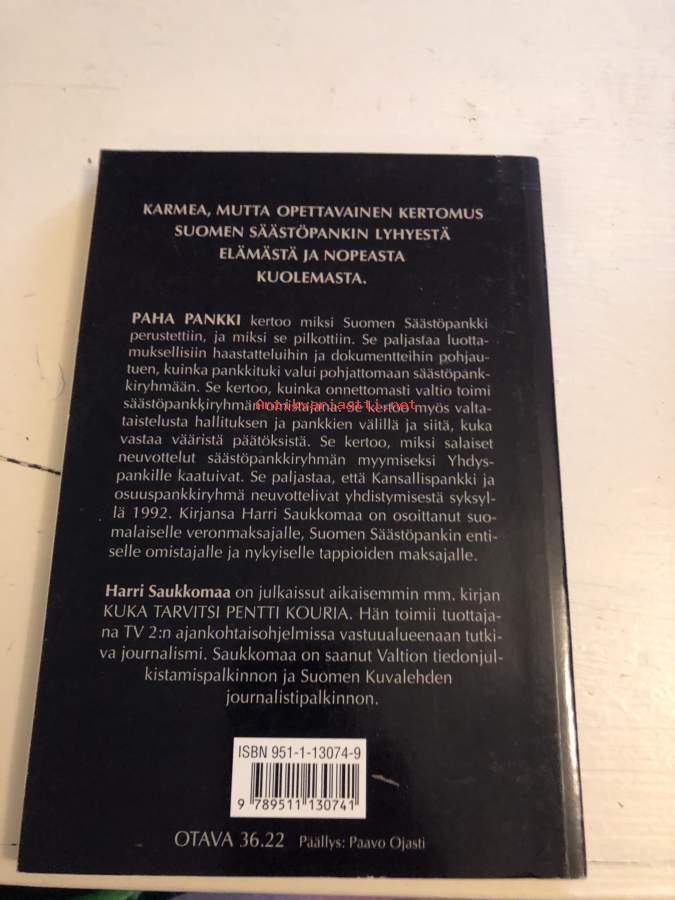 KARMEA, MUTTA OPETTAVAINEN KERTOMUS
SUOMEN SÄÄSTÖPANKIN LYHYESTÄ
ELÄMÄSTÄ JA NOPEASTA
KUOLEMASTA.
PAHA PANKKI kertoo miksi Suomen Säästöpankki
perustettiin, ja miksi se pilkottiin. Se paljastaa luotta-
muksellisiin haastatteluihin ja dokumentteihin pohjau-
tuen, kuinka pankkituki valui pohjattomaan säästöpank-
kiryhmään. Se kertoo, kuinka onnettomasti valtio toimi
säästöpankkiryhmän omistajana. Se kertoo myös valta-
Antikvariaatti.net
taistelusta hallituksen ja pankkien välillä ja siitä, kuka
vastaa vääristä päätöksistä. Se kertoo, miksi salaiset
neuvottelut säästöpankkiryhmän myymiseksi Yhdys-
pankille kaatuivat. Se paljastaa, että Kansallispankki ja
osuuspankkiryhmä neuvottelivat yhdistymisestä syksyl-
lä 1992. Kirjansa Harri Saukkomaa on osoittanut suo-
malaiselle veronmaksajalle, Suomen Säästöpankin enti-
selle omistajalle ja nykyiselle tappioiden maksajalle.
Harri Saukkomaa on julkaissut aikaisemmin mm. kirjan
KUKA TARVITSI PENTTI KOURIA. Hän toimii tuottaja-
na TV 2:n ajankohtaisohjelmissa vastuualueenaan tutki-
va journalismi. Saukkomaa on saanut Valtion tiedonjul-
kistamispalkinnon ja Suomen Kuvalehden
journalistipalkinnon.
ISBN 951-1-13074-9
9 789511 130741
OTAVA 36.22 Päällys: Paavo Ojasti